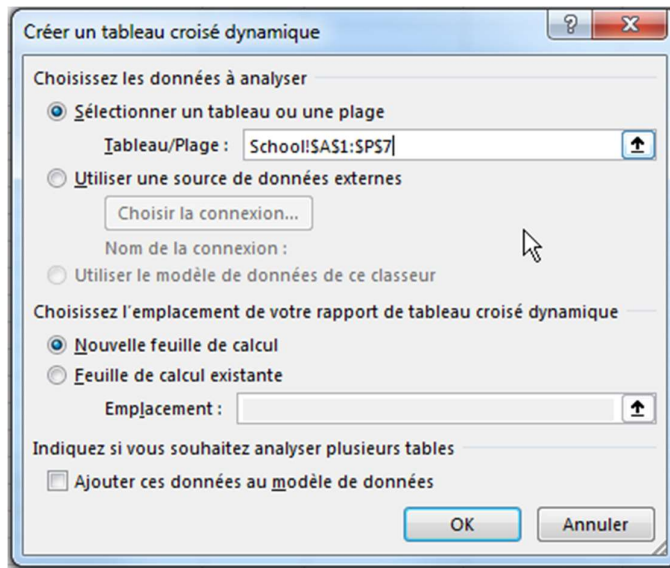 Créer un tableau croisé dynamique
Choisissez les données à analyser
Sélectionner un tableau ou une plage
Tableau/Plage : School!$A$1:$P$7
Utiliser une source de données externes
Choisir la connexion...
Nom de la connexion :
Utiliser le modèle de données de ce classeur
Choisissez l'emplacement de votre rapport de tableau croisé dynamique
Nouvelle feuille de calcul
Feuille de calcul existante
Emplacement :
Indiquez si vous souhaitez analyser plusieurs tables
Ajouter ces données au modèle de données
OK Annuler